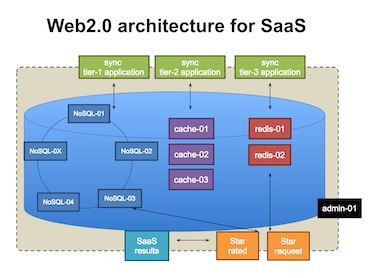 Web2.0 architecture for SaaS
sync
tier-1 application
sync
tier-2 application
sync
tier-3 application
NoSQL-01
NoSQL-0X
NoSQL-02
NoSQL-04
NoSQL-03
cache-01
cache-02
cache-03
redis-01
redis-02
admin-01
SaaS
results
Star
rated
Star
request